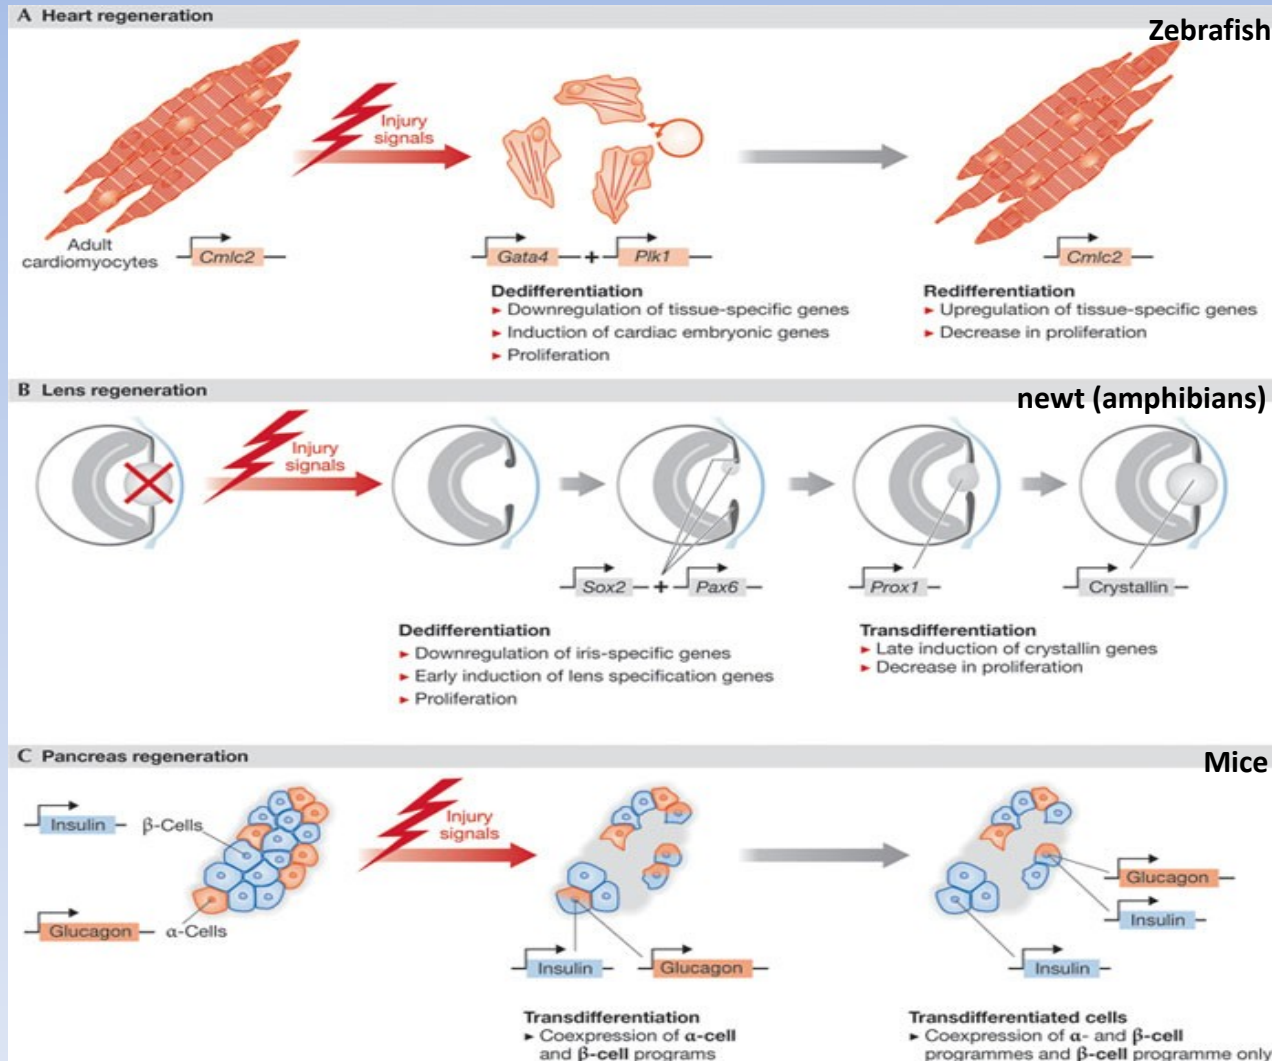 A Heart regeneration
Zebrafish
Injury
signals
Adult
cardiomyocytes
Cmlc2
Gata4 + Plk1
Cmlc2
Dedifferentiation
► Downregulation of tissue-specific genes
► Induction of cardiac embryonic genes
► Proliferation
Redifferentiation
► Upregulation of tissue-specific genes
► Decrease in proliferation
B Lens regeneration
newt (amphibians)
Injury
signals
Sox2 + Pax6
Prox1
Crystallin
Dedifferentiation
► Downregulation of iris-specific genes
► Early induction of lens specification genes
► Proliferation
Transdifferentiation
► Late induction of crystallin genes
► Decrease in proliferation
C Pancreas regeneration
Mice
Insulin
β-Cells
Glucagon
α-Cells
Injury
signals
Insulin
Glucagon
Glucagon
Insulin
Insulin
Transdifferentiation
► Coexpression of α-cell
and β-cell programs
Transdifferentiated cells
► Coexpression of α- and β-cell
programmes and β-cell programme only